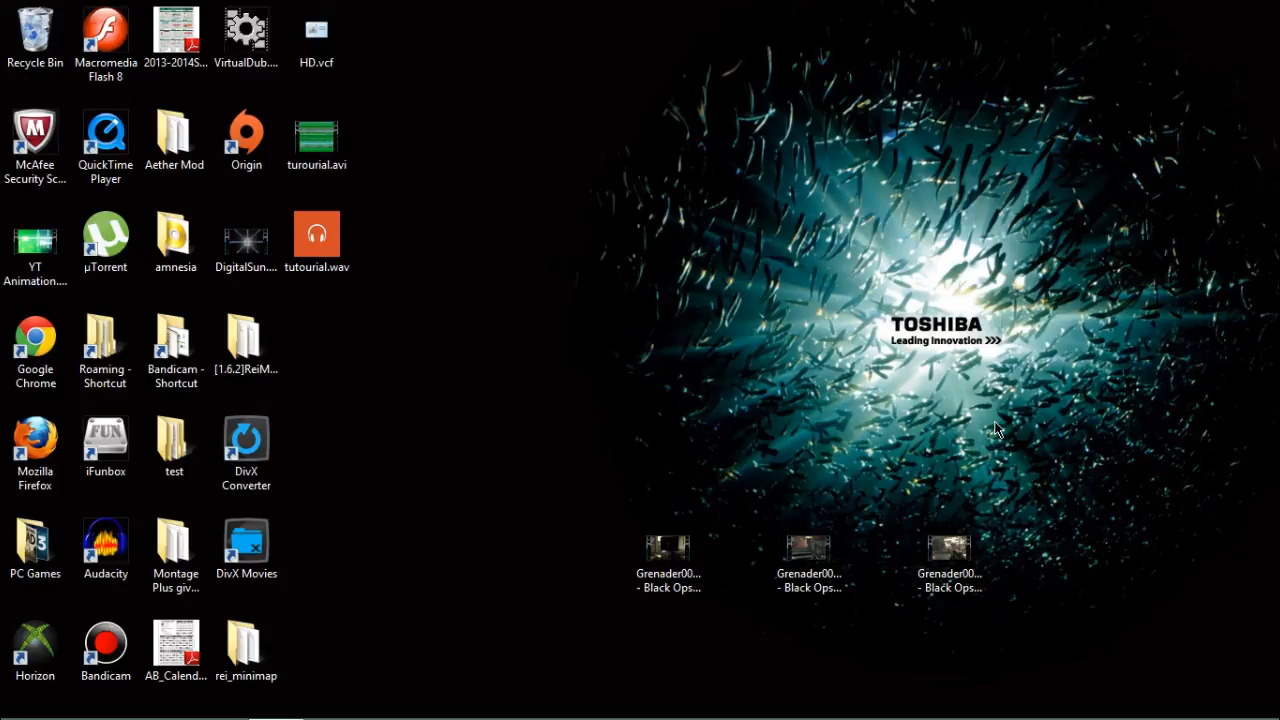 Recycle Bin
Macromedia
Flash 8
2013-2014S...
VirtualDub....
HD.vcf
McAfee
Security Sc...
QuickTime
Player
Aether Mod
Origin
turourial.avi
YT
Animation....
µTorrent
amnesia
DigitalSun....
tutourial.wav
Google
Chrome
Roaming -
Shortcut
Bandicam -
Shortcut
[1.6.2]ReiM...
TOSHIBA
Leading Innovation >>>
Mozilla
Firefox
FUN
iFunbox
test
DivX
Converter
PC Games
Audacity
Montage
Plus giv...
DivX Movies
Grenader00...
- Black Ops...
Grenader00...
- Black Ops...
Grenader00...
- Black Ops...
Horizon
Bandicam
AB_Calend...
rei_minimap